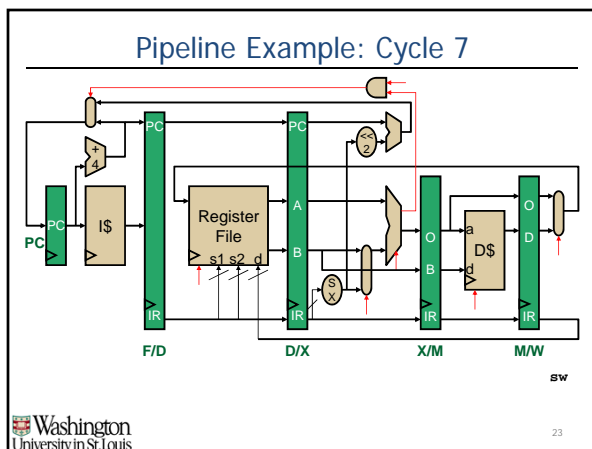 Pipeline Example: Cycle 7
PC
PC
<<
2
+
4
PC
PC
I$
Register
File
s1 s2 d
A
B
S
X
O
B
a
d
D$
O
D
IR
IR
IR
IR
F/D
D/X
X/M
M/W
sw
Washington
University in St. Louis
23